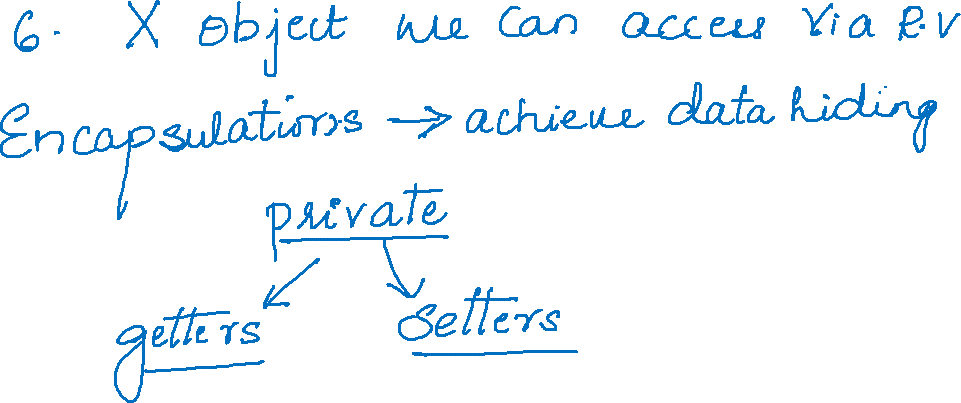 6. X Object we can access via R.V
Encapsulations → achieve data hiding
private
getters setters